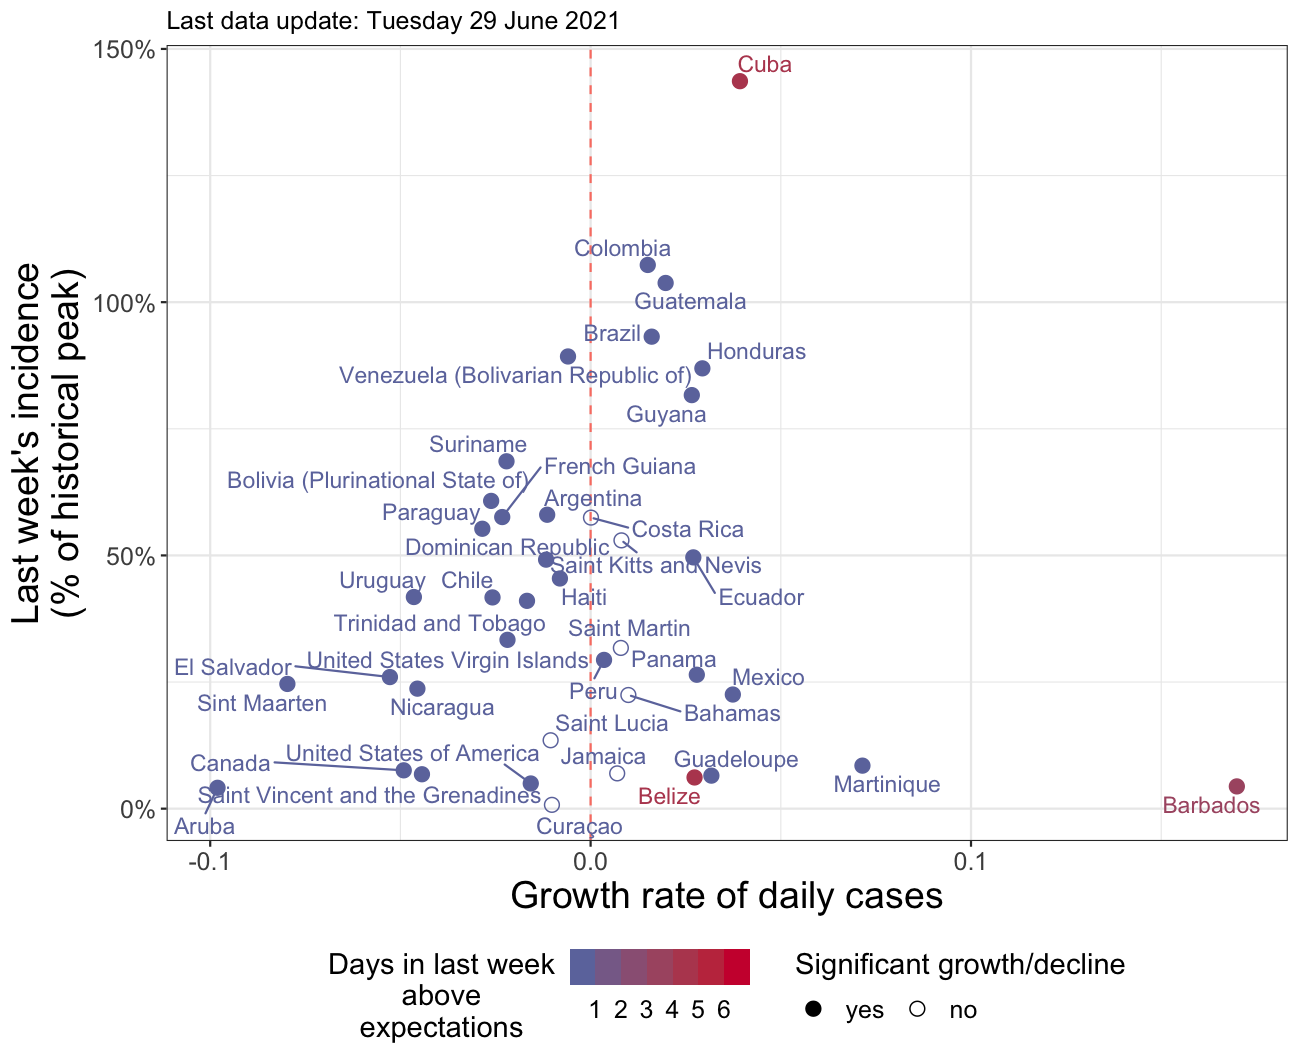 Last data update: Tuesday 29 June 2021
150%
Cuba
Colombia
100%
Guatemala
Brazil
Honduras
Venezuela (Bolivarian Republic of)
Guyana
Suriname
French Guiana
Bolivia (Plurinational State of)
Argentina
Paraguay
Costa Rica
Dominican Republic
50%
Saint Kitts and Nevis
Uruguay
Chile
Haiti
Ecuador
Trinidad and Tobago
Saint Martin
El Salvador
United States Virgin Islands
Panama
Mexico
Sint Maarten
Nicaragua
Peru
Bahamas
Saint Lucia
Canada
United States of America
Jamaica
Guadeloupe
Martinique
Saint Vincent and the Grenadines
Belize
Barbados
0%
Aruba
Curaçao
-0.1
0.0
0.1
Last week's incidence
(% of historical peak)
Growth rate of daily cases
Days in last week
above
expectations
1 2 3 4 5 6
Significant growth/decline
yes
no